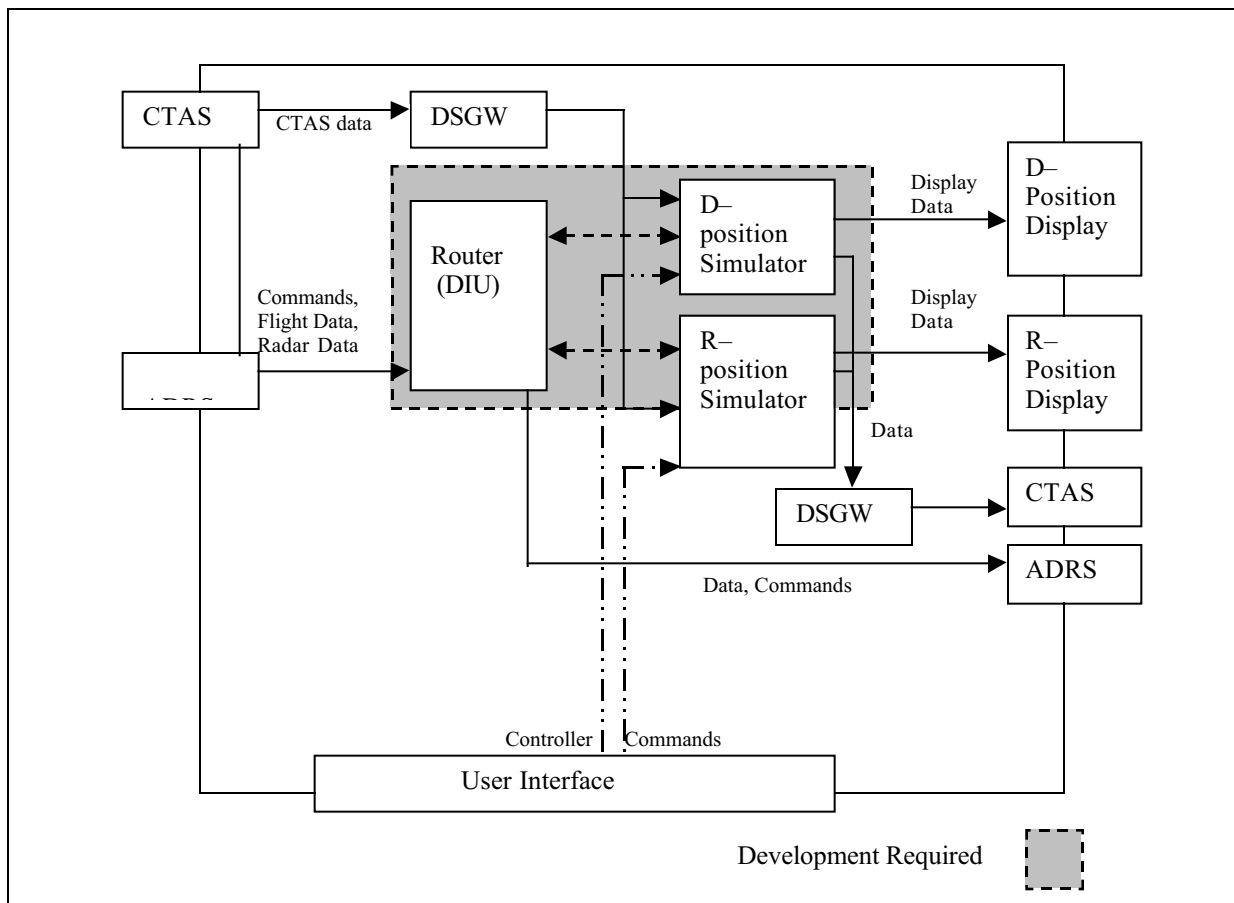 CTAS
CTAS data
DSGW
D–
position
Simulator
Display
Data
D–
Position
Display
Router
(DIU)
Commands,
Flight Data,
Radar Data
R–
position
Simulator
Display
Data
R–
Position
Display
Data
DSGW
CTAS
ADRS
Data, Commands
Controller
Commands
User Interface
Development Required